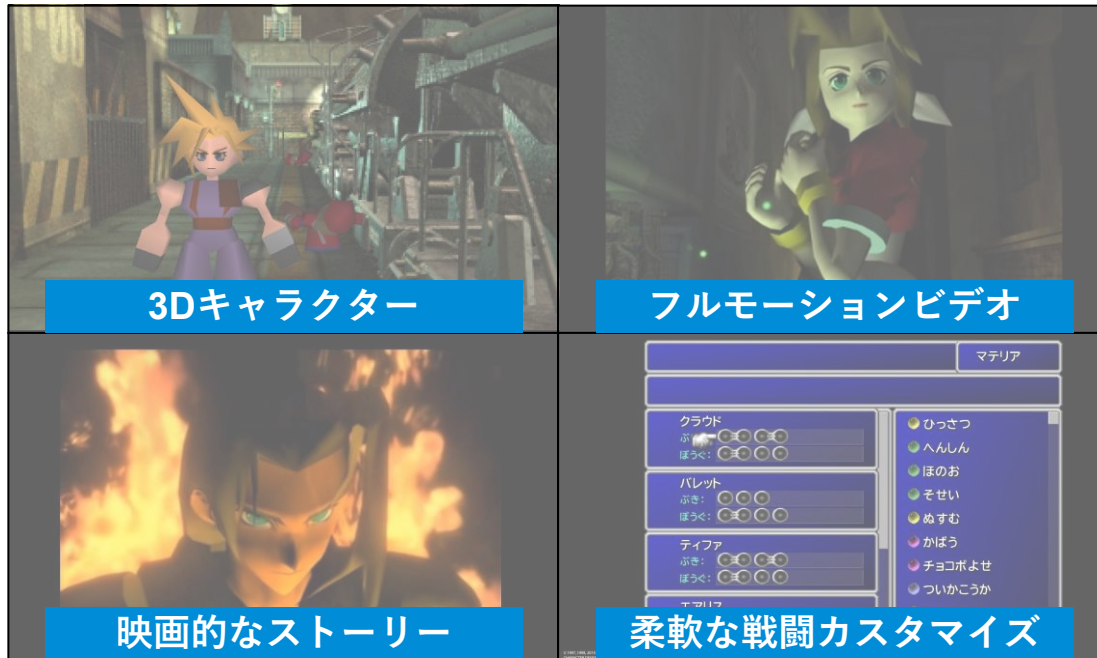 3Dキャラクター
フルモーションビデオ
映画的なストーリー
マテリア
クラウド
ぼうぐ:
バレット
ぶき:
ぼうぐ:
ティファ
ぶき:
ぼうぐ:
エアリス
ひっさつ
へんしん
ほのお
そせい
ぬすむ
かばう
チョコボよせ
ついかこうか
柔軟な戦闘カスタマイズ